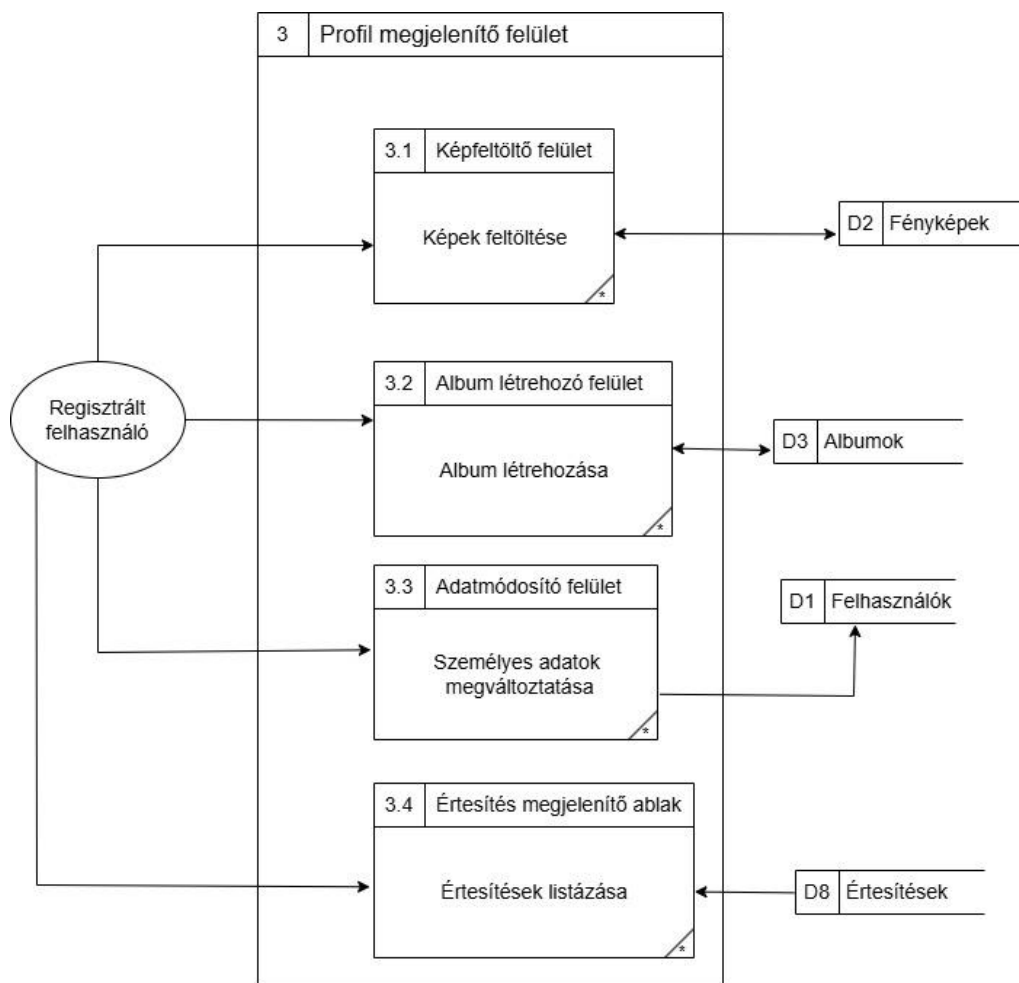 3 Profil megjelenítő felület
3.1 Képfeltöltő felület
Képek feltöltése
*
D2 Fényképek
Regisztrált
felhasználó
3.2 Album létrehozó felület
Album létrehozása
*
D3 Albumok
3.3 Adatmódosító felület
Személyes adatok
megváltoztatása
*
D1 Felhasználók
3.4 Értesítés megjelenítő ablak
Értesítések listázása
*
D8 Értesítések